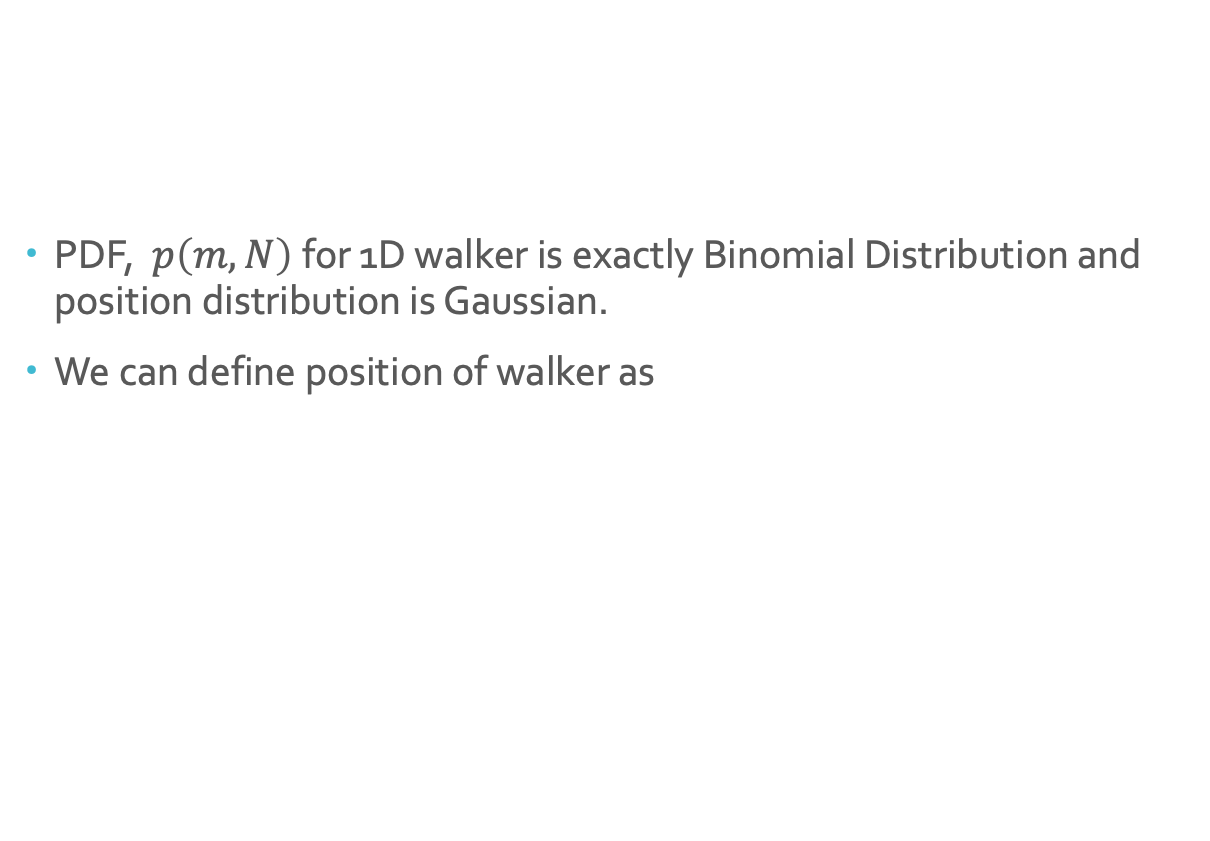 • PDF, p(m, N) for 1D walker is exactly Binomial Distribution and
position distribution is Gaussian.
• We can define position of walker as